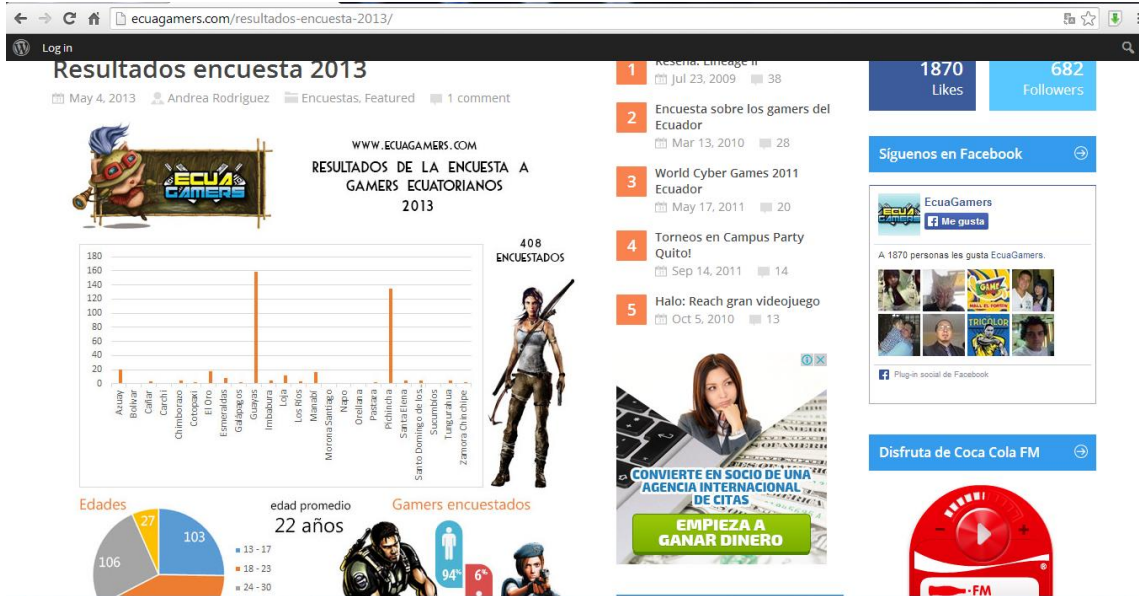 ecuagamers.com/resultados-encuesta-2013/
Log in
Resultados encuesta 2013
May 4, 2013 Andrea Rodriguez Encuestas, Featured 1 comment
ECUA
GAMERS
WWW.ECUAGAMERS.COM
RESULTADOS DE LA ENCUESTA A
GAMERS ECUATORIANOS
2013
408
ENCUESTADOS
180
160
140
120
100
80
60
40
20
0
Azuay
Bolivar
Cañar
Carchi
Chimborazo
Cotopaxi
El Oro
Esmeraldas
Galápagos
Guayas
Imbabura
Loja
Los Ríos
Manabí
Morona Santiago
Napo
Orellana
Pastaza
Pichincha
Santa Elena
Santo Domingo de los...
Sucumbíos
Tungurahua
Zamora Chinchipe
Edades
27
103
106
13 - 17
18 - 23
24 - 30
edad promedio
22 años
Gamers encuestados
94%
6%
1
Reseña: Lineage II
Jul 23, 2009 38
2
Encuesta sobre los gamers del
Ecuador
Mar 13, 2010 28
3
World Cyber Games 2011
Ecuador
May 17, 2011 20
4
Torneos en Campus Party
Quito!
Sep 14, 2011 14
5
Halo: Reach gran videojuego
Oct 5, 2010 13
CONVIERTE EN SOCIO DE UNA
AGENCIA INTERNACIONAL
DE CITAS
EMPIEZA A
GANAR DINERO
1870
Likes
682
Followers
Síguenos en Facebook
ECUA
GAMERS
EcuaGamers
Me gusta
A 1870 personas les gusta EcuaGamers.
GAME
TRICOLOR
Plug-in social de Facebook
Disfruta de Coca Cola FM
.FM